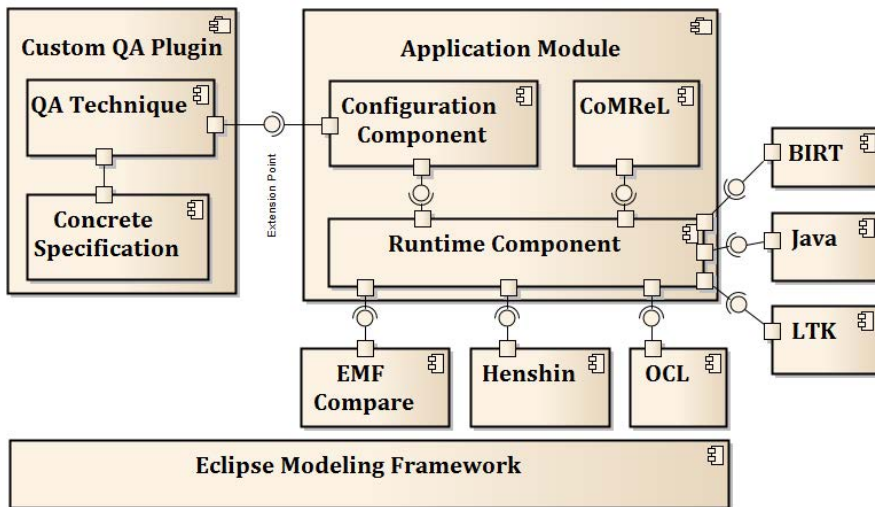 Custom QA Plugin
QA Technique
Concrete
Specification
Extension Point
Application Module
Configuration
Component
CoMReL
Runtime Component
BIRT
Java
LTK
EMF
Compare
Henshin
OCL
Eclipse Modeling Framework